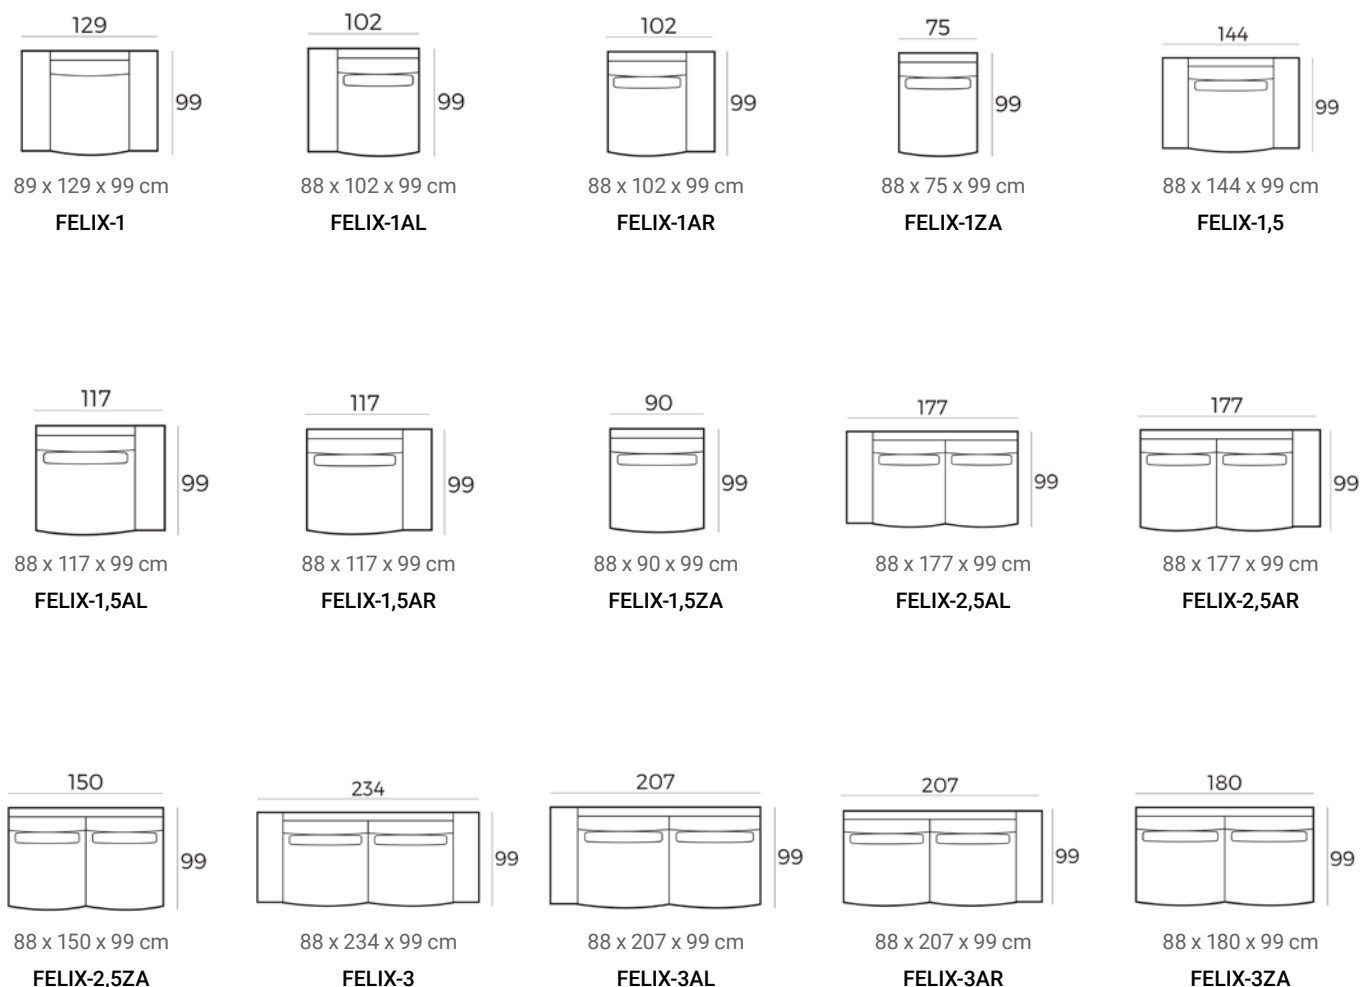 129
99
89 x 129 x 99 cm
FELIX-1
102
99
88 x 102 x 99 cm
FELIX-1AL
102
99
88 x 102 x 99 cm
FELIX-1AR
75
99
88 x 75 x 99 cm
FELIX-1ZA
144
99
88 x 144 x 99 cm
FELIX-1,5
117
99
88 x 117 x 99 cm
FELIX-1,5AL
117
99
88 x 117 x 99 cm
FELIX-1,5AR
90
99
88 x 90 x 99 cm
FELIX-1,5ZA
177
99
88 x 177 x 99 cm
FELIX-2,5AL
177
99
88 x 177 x 99 cm
FELIX-2,5AR
150
99
88 x 150 x 99 cm
FELIX-2,5ZA
234
99
88 x 234 x 99 cm
FELIX-3
207
99
88 x 207 x 99 cm
FELIX-3AL
207
99
88 x 207 x 99 cm
FELIX-3AR
180
99
88 x 180 x 99 cm
FELIX-3ZA